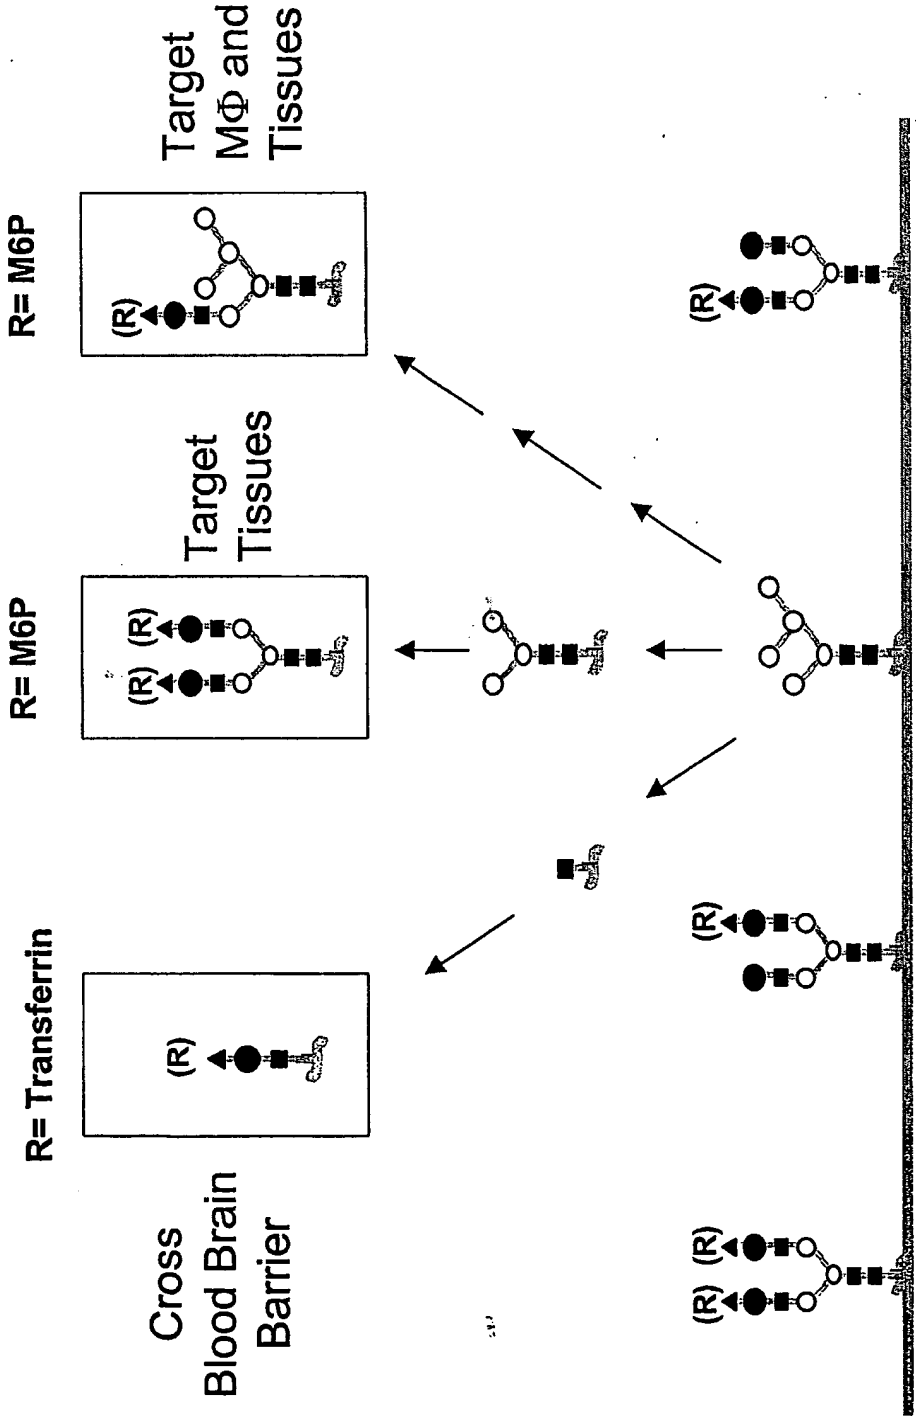 R= Transferrin
R= M6P
R= M6P
Cross
Blood Brain
Barrier
(R)
(R)
(R)
Target
Tissues
(R)
Target
MΦ and
Tissues
(R)
(R)
(R)
(R)